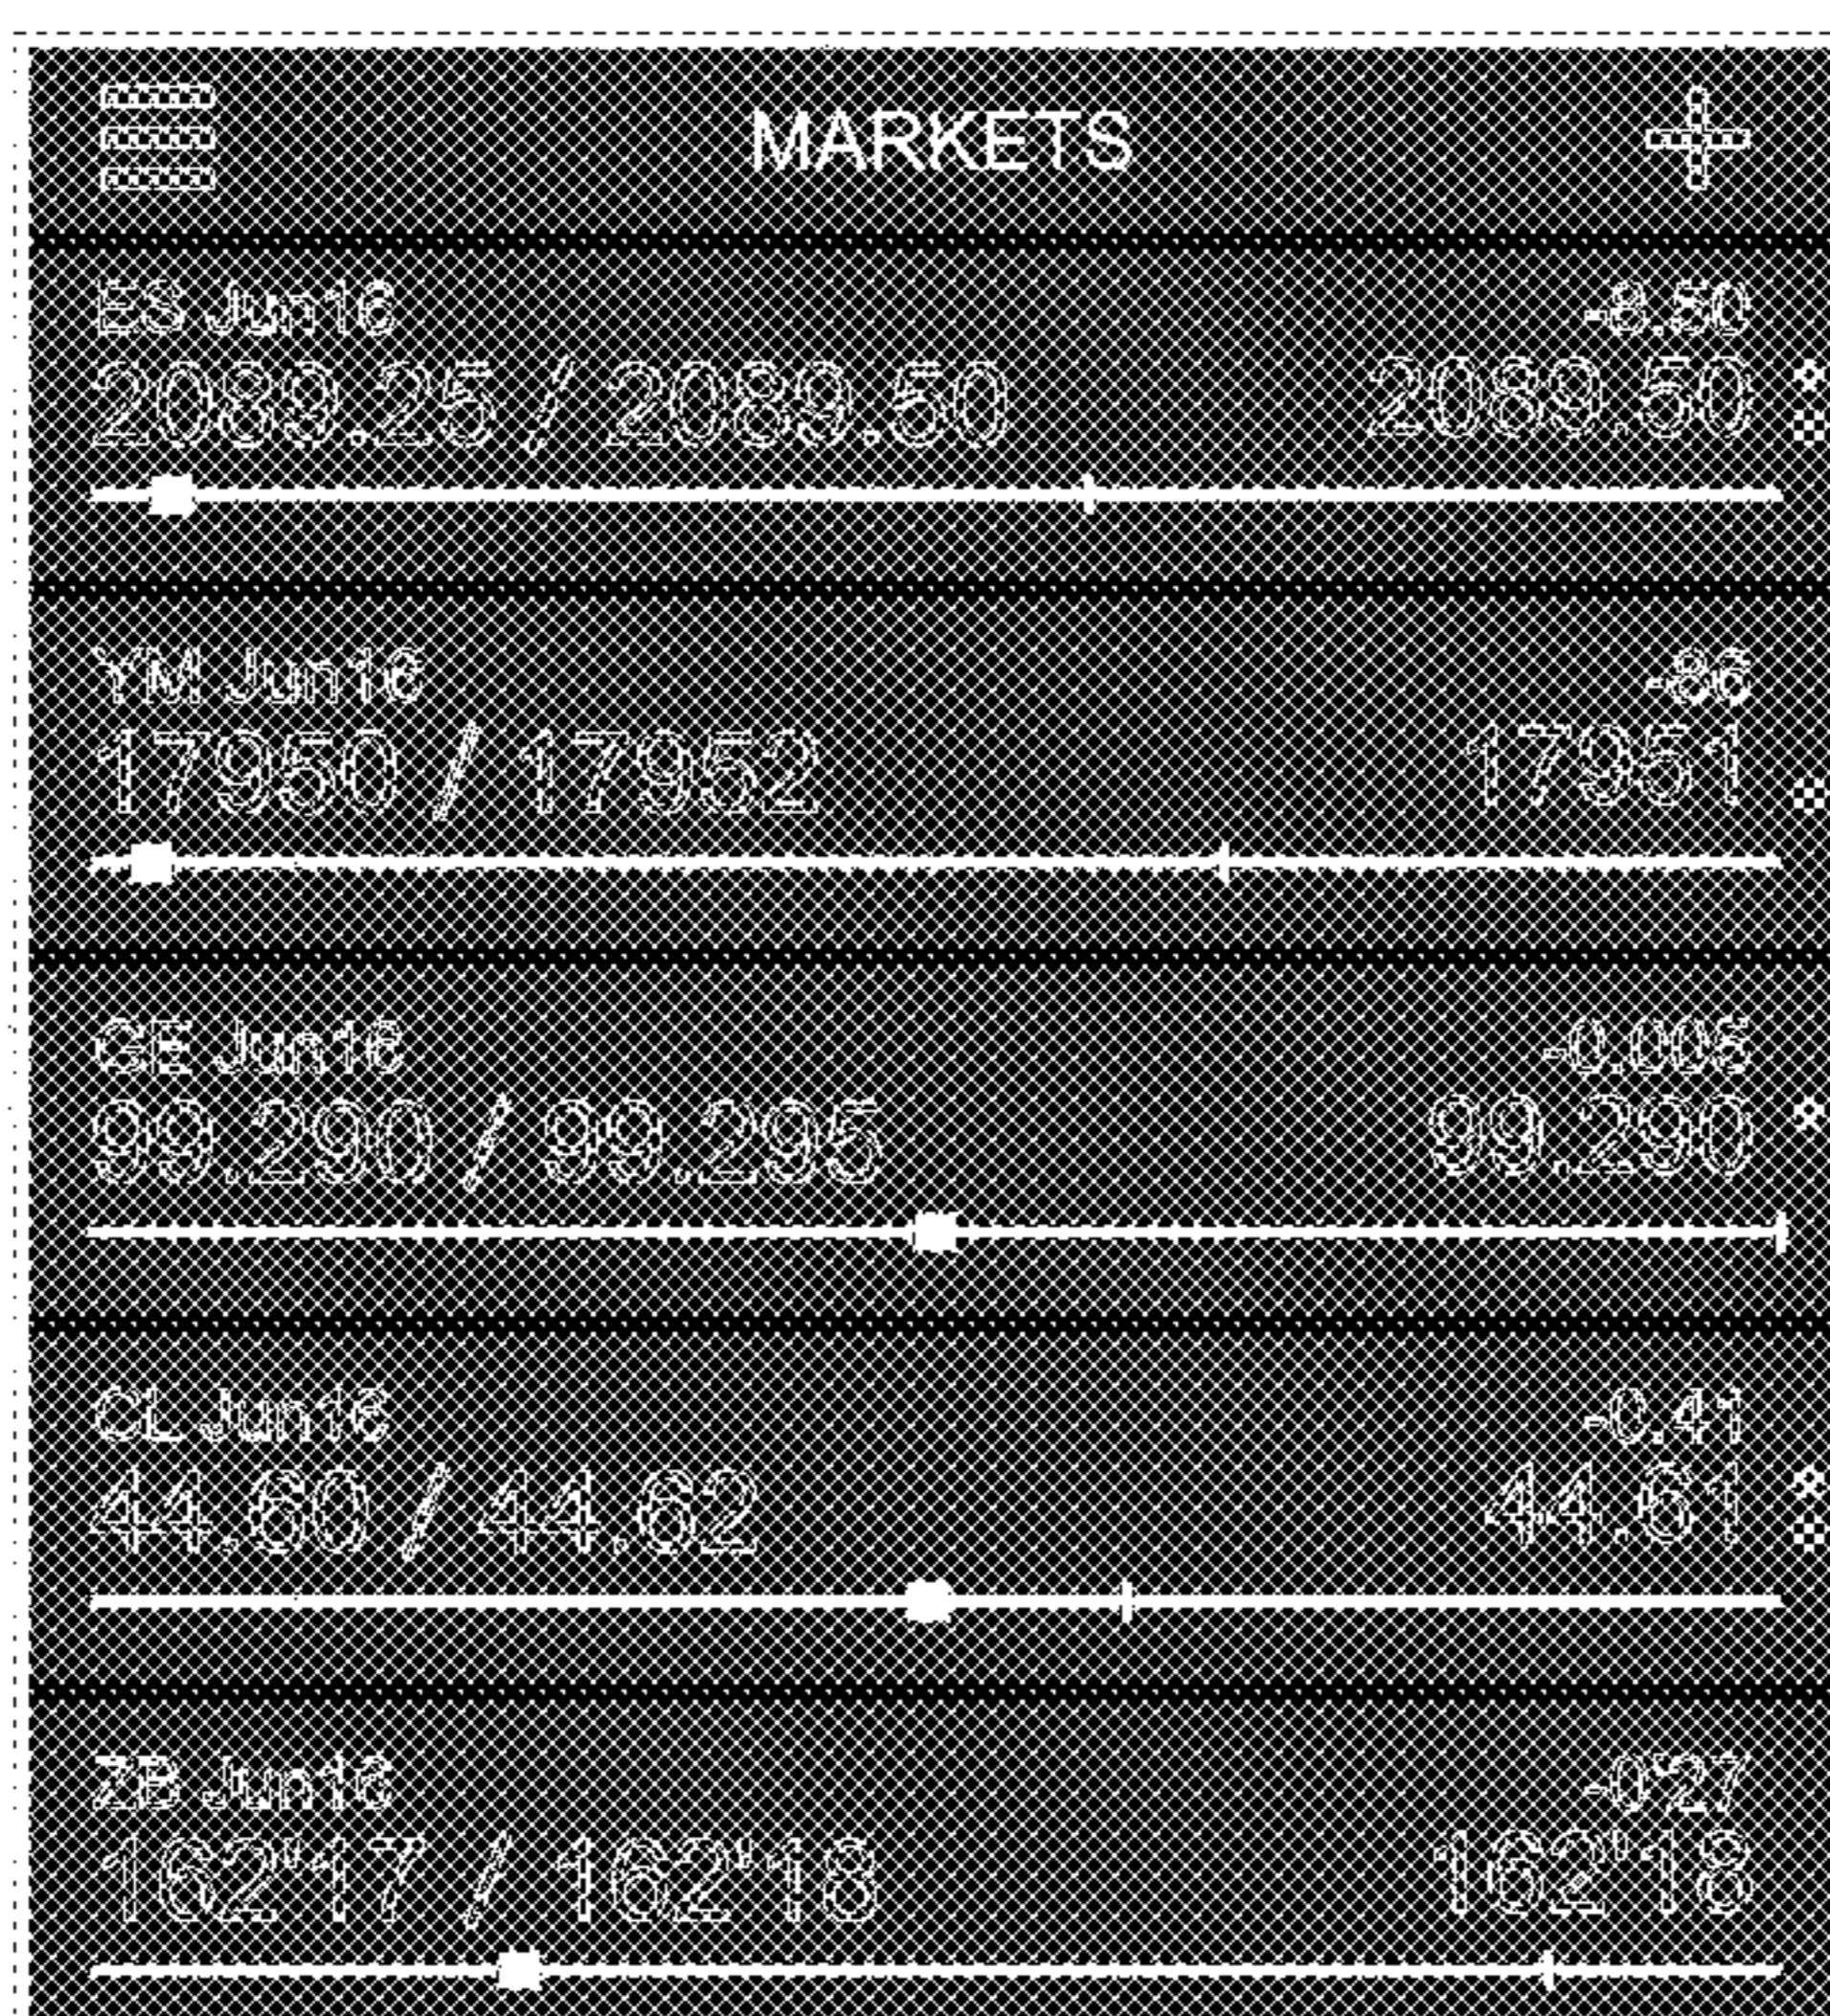 MARKETS
ES Jun16 -8.50
2089.25 / 2089.50 2089.50
YM Jun16 -86
17950 / 17952 17951
GE Jun16 -0.005
99.290 / 99.295 99.290
CL Jun16 -0.41
44.60 / 44.62 44.61
ZB Jun16 -0'27
162'17 / 162'18 162'18